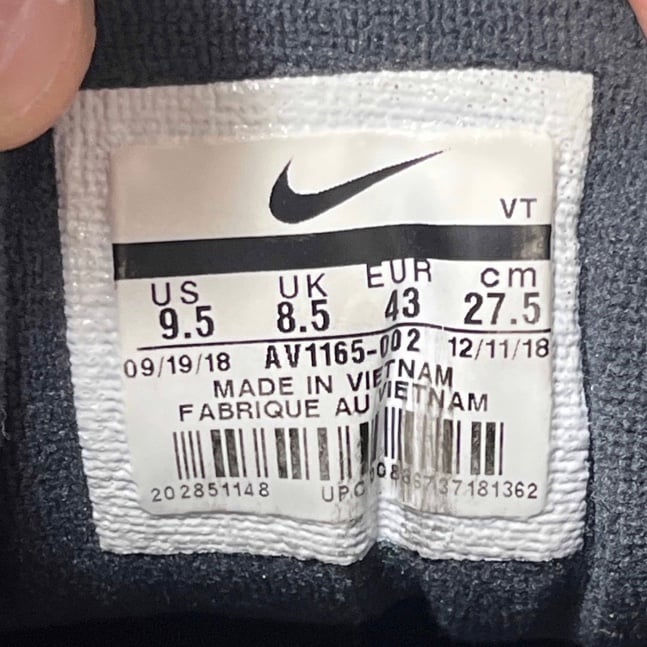 VT
US UK EUR cm
9.5 8.5 43 27.5
09/19/18 AV1165-002 12/11/18
MADE IN VIETNAM
FABRIQUE AU VIETNAM
202851148